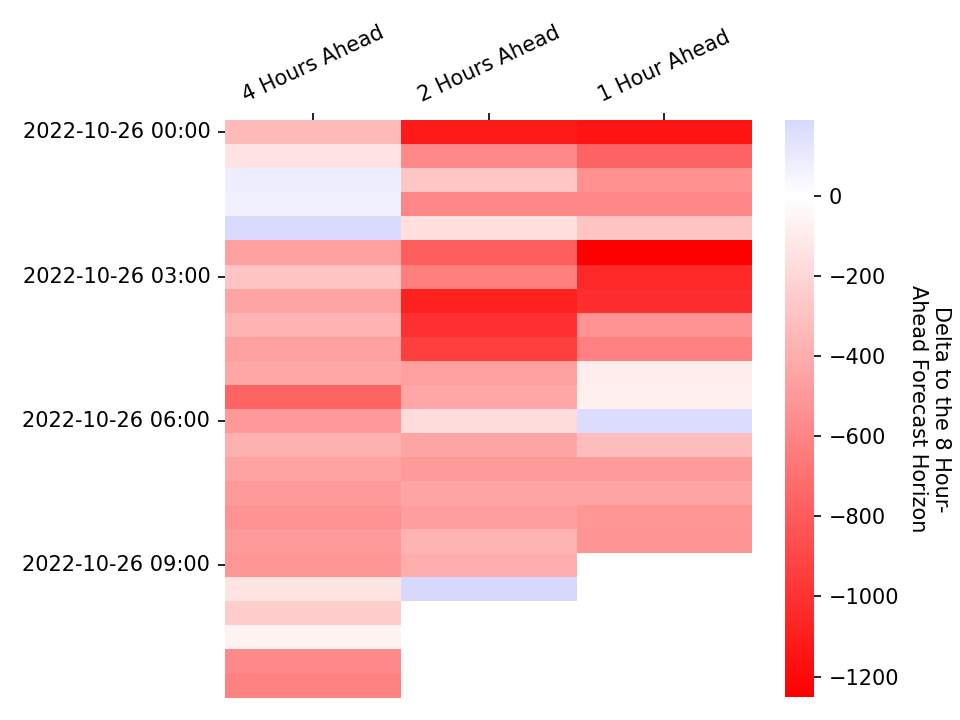 4 Hours Ahead
2 Hours Ahead
1 Hour Ahead
2022-10-26 00:00
2022-10-26 03:00
2022-10-26 06:00
2022-10-26 09:00
0
−200
−400
−600
−800
−1000
−1200
Delta to the 8 Hour-
Ahead Forecast Horizon